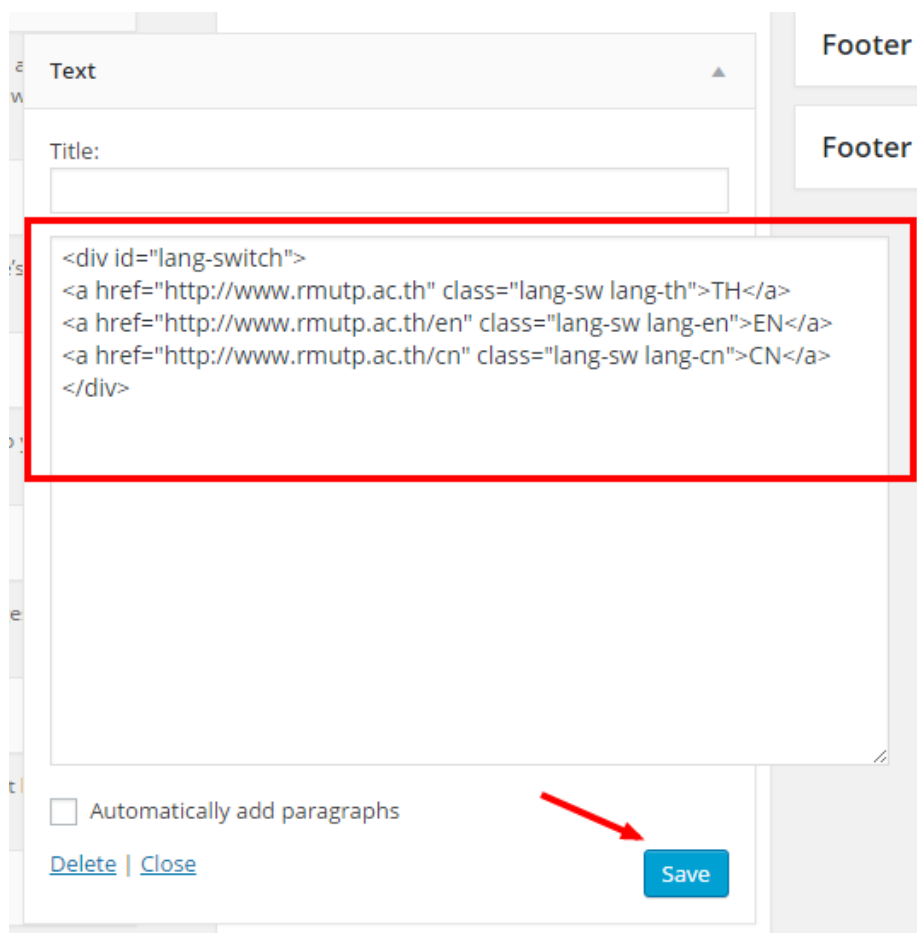 Text
Footer
Title:
Footer
<div id="lang-switch">
<a href="http://www.rmutp.ac.th" class="lang-sw lang-th">TH</a>
<a href="http://www.rmutp.ac.th/en" class="lang-sw lang-en">EN</a>
<a href="http://www.rmutp.ac.th/cn" class="lang-sw lang-cn">CN</a>
</div>
Automatically add paragraphs
Delete | Close
Save